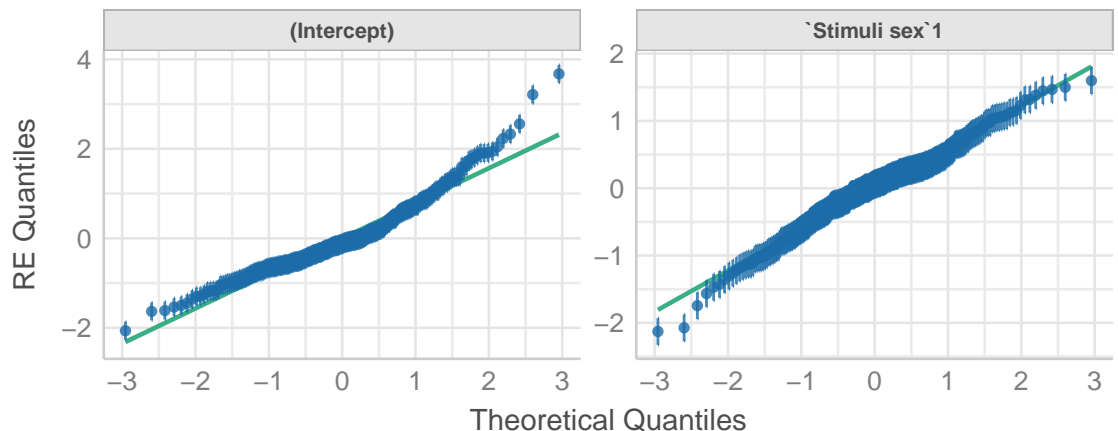 (Intercept)
`Stimuli sex`1
RE Quantiles
4
2
0
−2
2
1
0
−1
−2
−3 −2 −1 0 1 2 3
−3 −2 −1 0 1 2 3
Theoretical Quantiles